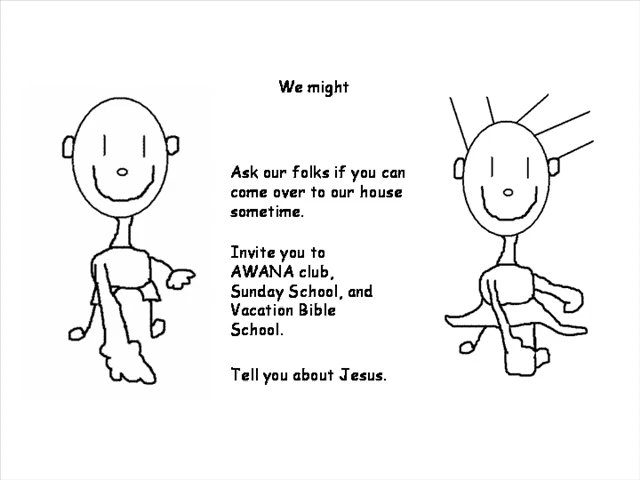 We might
Ask our folks if you can
come over to our house
sometime.
Invite you to
AWANA club,
Sunday School, and
Vacation Bible
School.
Tell you about Jesus.